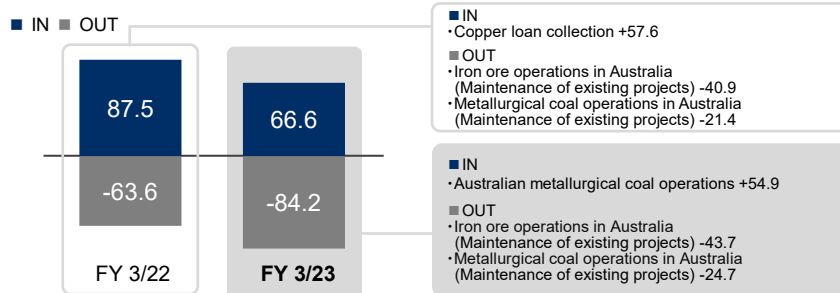 ■ IN ■ OUT
87.5
-63.6
FY 3/22
66.6
-84.2
FY 3/23
■IN
・Copper loan collection +57.6
■OUT
・Iron ore operations in Australia
(Maintenance of existing projects) -40.9
・Metallurgical coal operations in Australia
(Maintenance of existing projects) -21.4
■IN
・Australian metallurgical coal operations +54.9
■OUT
・Iron ore operations in Australia
(Maintenance of existing projects) -43.7
・Metallurgical coal operations in Australia
(Maintenance of existing projects) -24.7